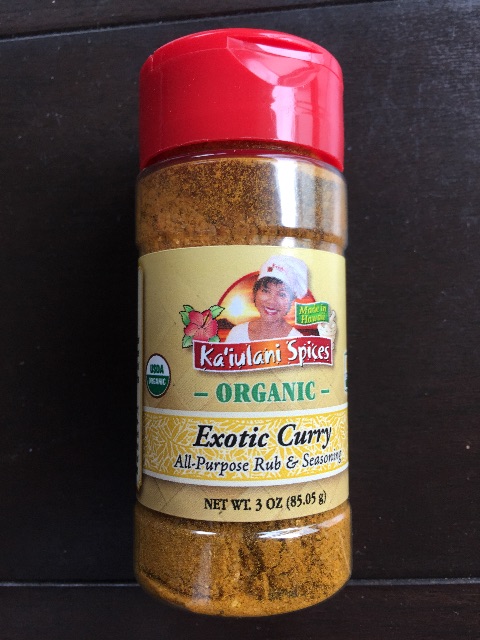 Made in
Hawaii
Ka'iulani Spices
USDA
ORGANIC
– ORGANIC –
Exotic Curry
All-Purpose Rub & Seasoning
NET WT. 3 OZ (85.05 g)